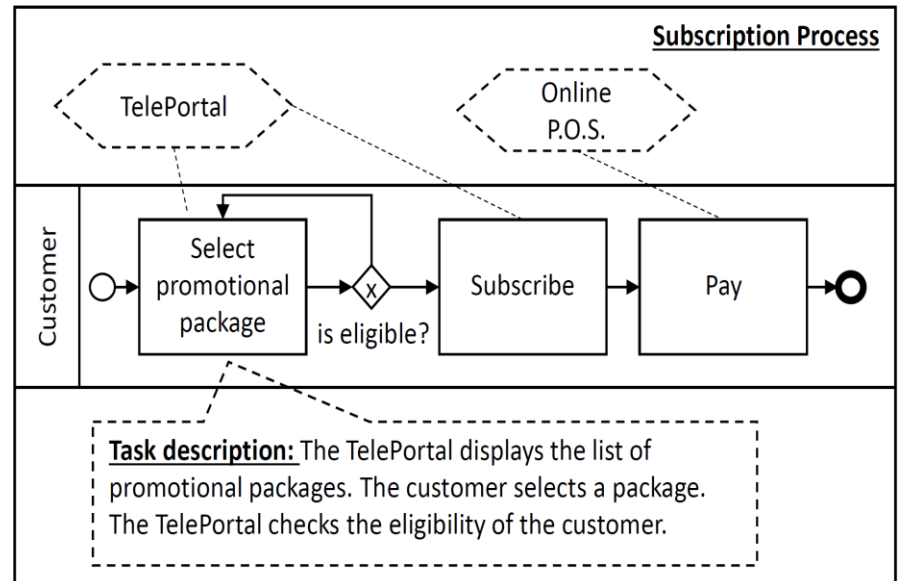 Subscription Process
TelePortal
Online
P.O.S.
Customer
Select
promotional
package
x
is eligible?
Subscribe
Pay
Task description: The TelePortal displays the list of
promotional packages. The customer selects a package.
The TelePortal checks the eligibility of the customer.